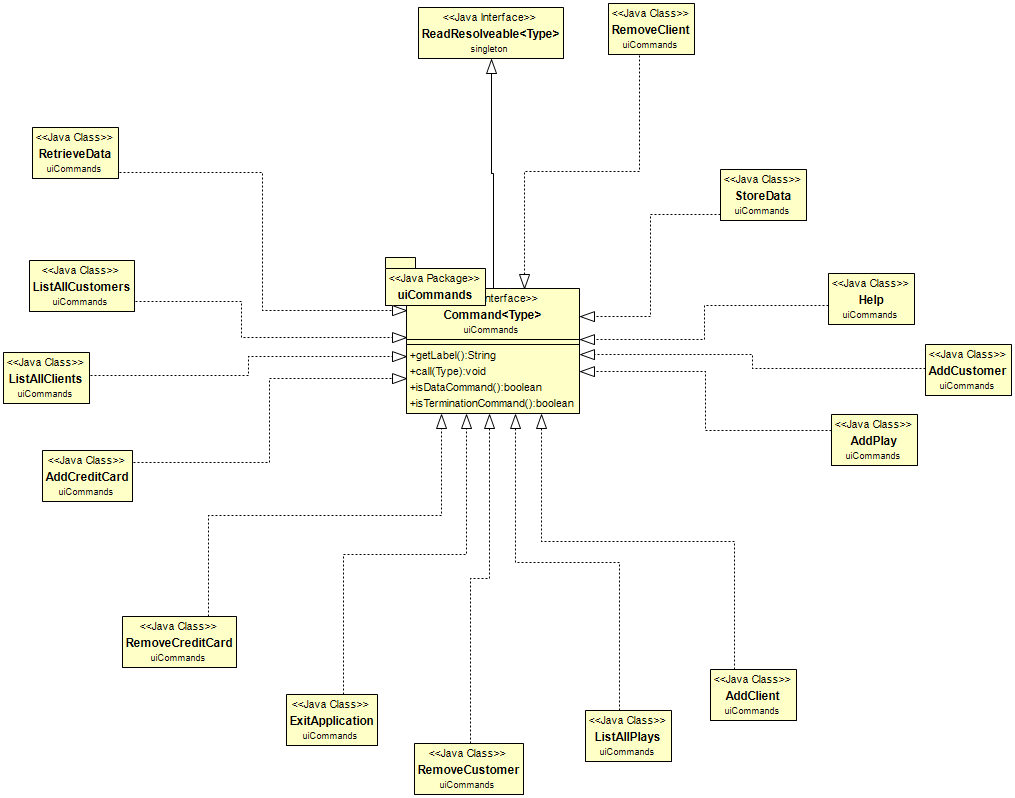 <<Java Interface>>
ReadResolveable<Type>
singleton
<<Java Class>>
RemoveClient
uiCommands
<<Java Class>>
RetrieveData
uiCommands
<<Java Class>>
StoreData
uiCommands
<<Java Class>>
ListAllCustomers
uiCommands
<<Java Package>>
uiCommands
nterface>>
Command<Type>
uiCommands
+getLabel():String
+call(Type):void
+isDataCommand():boolean
+isTerminationCommand():boolean
<<Java Class>>
Help
uiCommands
<<Java Class>>
ListAllClients
uiCommands
<<Java Class>>
AddCustomer
uiCommands
<<Java Class>>
AddPlay
uiCommands
<<Java Class>>
AddCreditCard
uiCommands
<<Java Class>>
RemoveCreditCard
uiCommands
<<Java Class>>
ExitApplication
uiCommands
<<Java Class>>
RemoveCustomer
uiCommands
<<Java Class>>
ListAllPlays
uiCommands
<<Java Class>>
AddClient
uiCommands